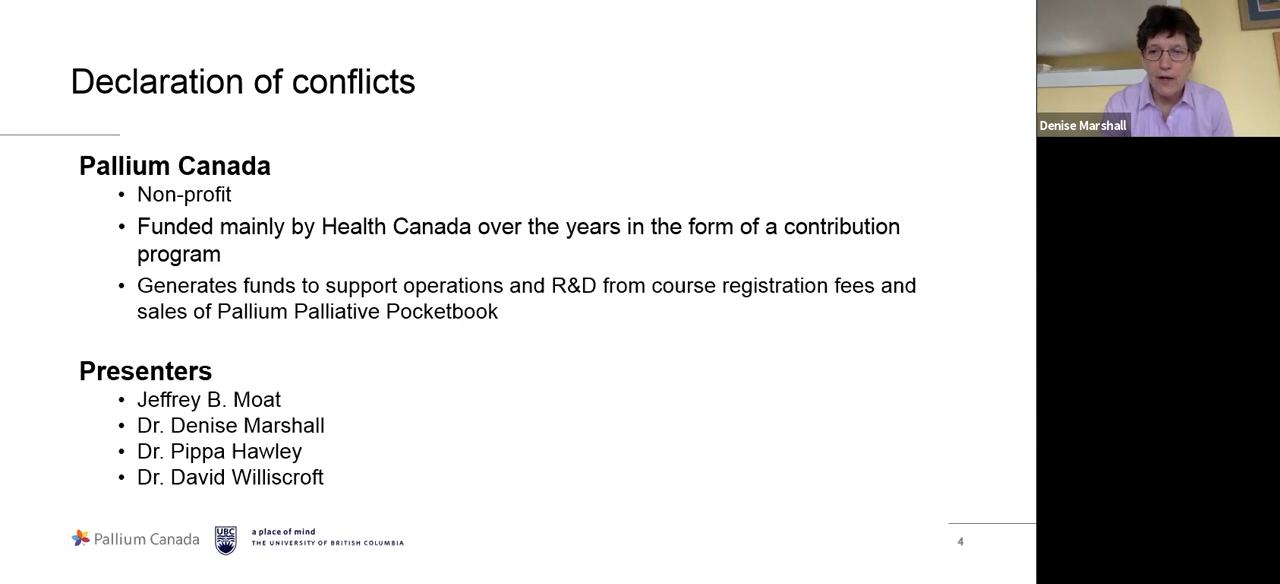 Declaration of conflicts
Pallium Canada
• Non-profit
• Funded mainly by Health Canada over the years in the form of a contribution
program
• Generates funds to support operations and R&D from course registration fees and
sales of Pallium Palliative Pocketbook
Presenters
• Jeffrey B. Moat
• Dr. Denise Marshall
• Dr. Pippa Hawley
• Dr. David Williscroft
Pallium Canada
UBC
a place of mind
THE UNIVERSITY OF BRITISH COLUMBIA
4
Denise Marshall